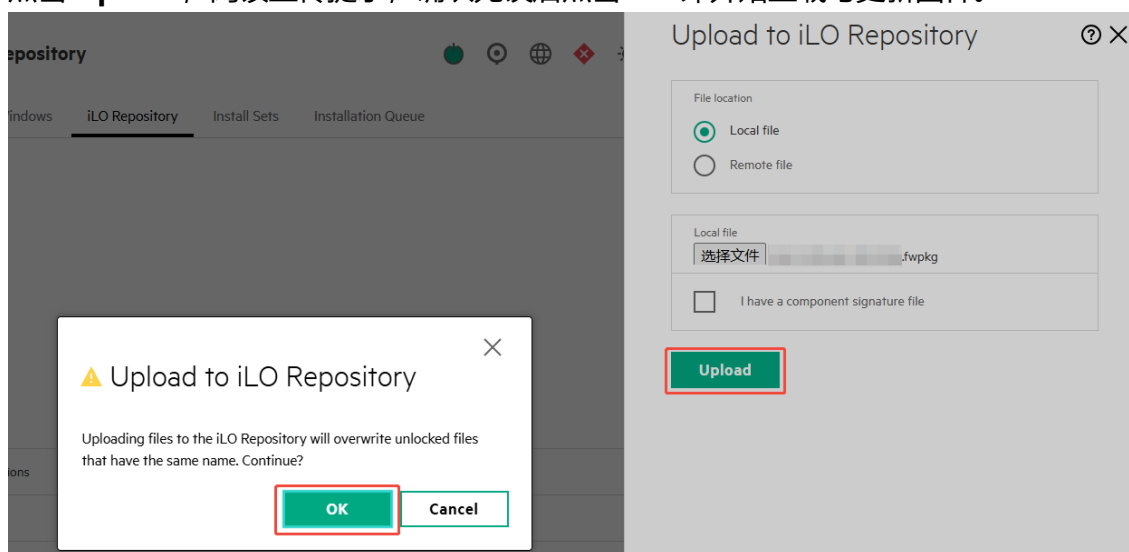 epository
indows
iLO Repository
Install Sets
Installation Queue
Upload to iLO Repository
File location
Local file
Remote file
Local file
选择文件
.fwpkg
I have a component signature file
Upload
Upload to iLO Repository
Uploading files to the iLO Repository will overwrite unlocked files
that have the same name. Continue?
OK
Cancel
ions